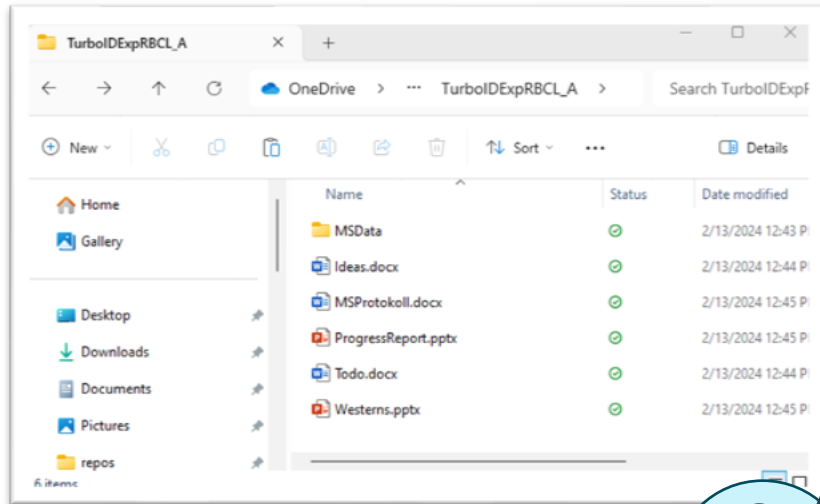 TurboIDExpRBCL_A
OneDrive > ... TurboIDExpRBCL_A > Search TurboIDExpR
New Sort ... Details
Name Status Date modified
Home
Gallery
Desktop
Downloads
Documents
Pictures
repos
MSData 2/13/2024 12:43 P
Ideas.docx 2/13/2024 12:44 P
MSProtokoll.docx 2/13/2024 12:45 P
ProgressReport.pptx 2/13/2024 12:45 P
Todo.docx 2/13/2024 12:44 P
Westerns.pptx 2/13/2024 12:45 P
6 items